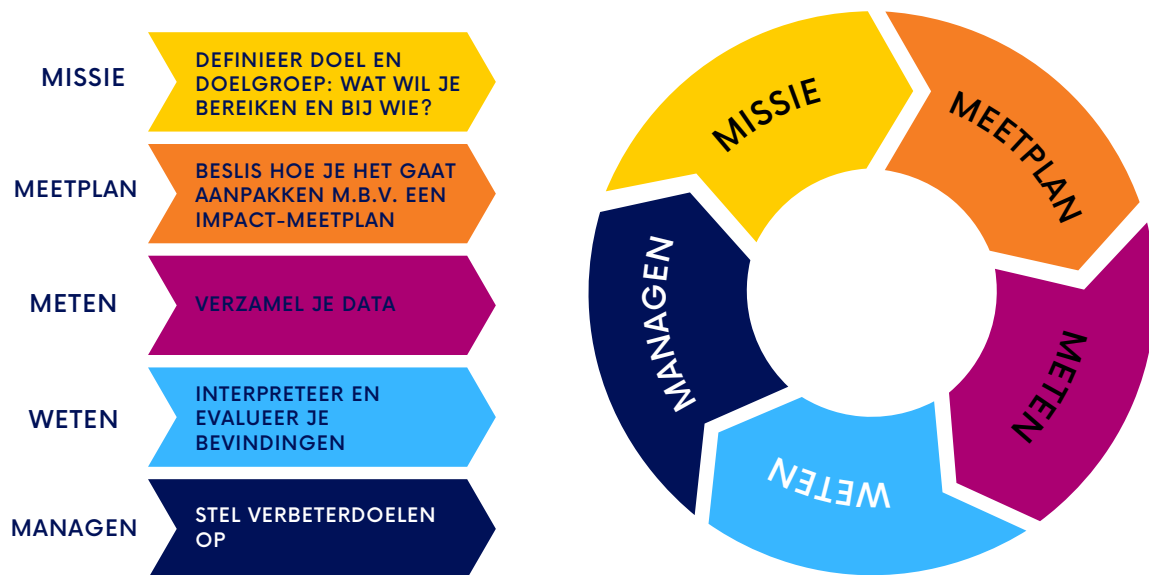 MISSIE
DEFINIEER DOEL EN
DOELGROEP: WAT WIL JE
BEREIKEN EN BIJ WIE?
MEETPLAN
BESLIS HOE JE HET GAAT
AANPAKKEN M.B.V. EEN
IMPACT-MEETPLAN
METEN
VERZAMEL JE DATA
WETEN
INTERPRETEER EN
EVALUEER JE
BEVINDINGEN
MANAGEN
STEL VERBETERDOELEN
OP
MISSIE
MEETPLAN
METEN
WETEN
MANAGEN